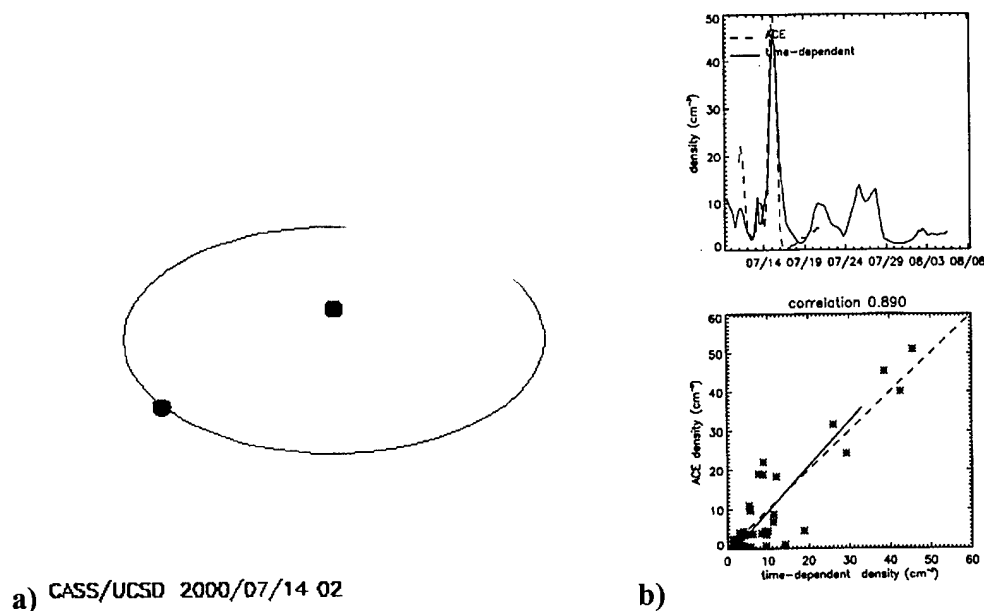 a) CASS/UCSD 2000/07/14 02
b)
50
40
30
20
10
0
density (cm⁻³)
ACE
time-dependent
07/14 07/19 07/24 07/29 08/03 08/08
correlation 0.890
60
50
40
30
20
10
0
ACE density (cm⁻³)
0 10 20 30 40 50 60
time-dependent density (cm⁻³)